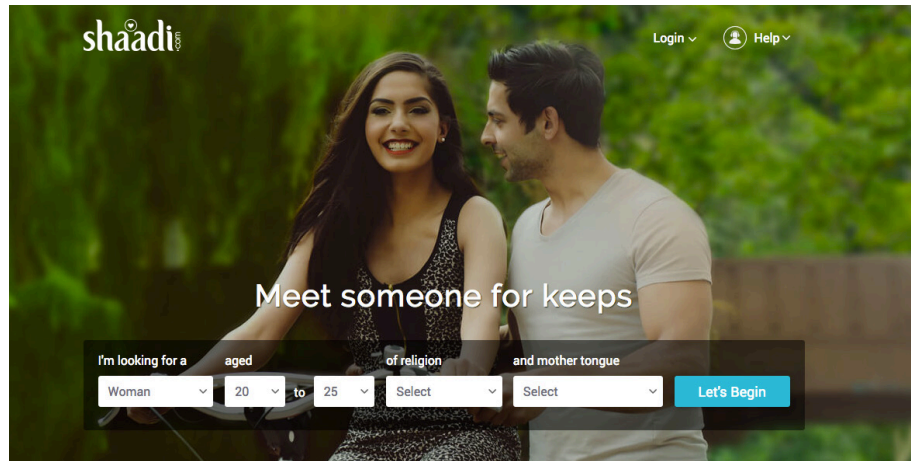 shaadi.com
Login
Help
Meet someone for keeps
I'm looking for a aged of religion and mother tongue
Woman 20 to 25 Select Select Let's Begin